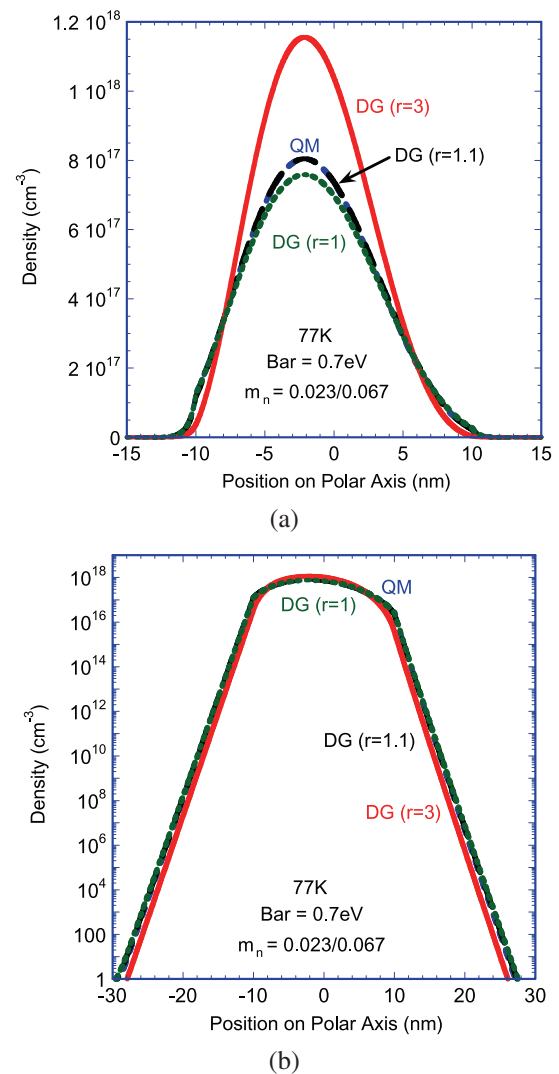 1.2 10^18
1 10^18
8 10^17
6 10^17
4 10^17
2 10^17
0
Density (cm^-3)
DG (r=3)
QM
DG (r=1.1)
DG (r=1)
77K
Bar = 0.7eV
m_n = 0.023/0.067
-15 -10 -5 0 5 10 15
Position on Polar Axis (nm)
(a)
10^18
10^16
10^14
10^12
10^10
10^8
10^6
10^4
100
1
Density (cm^-3)
QM
DG (r=1)
DG (r=1.1)
DG (r=3)
77K
Bar = 0.7eV
m_n = 0.023/0.067
-30 -20 -10 0 10 20 30
Position on Polar Axis (nm)
(b)